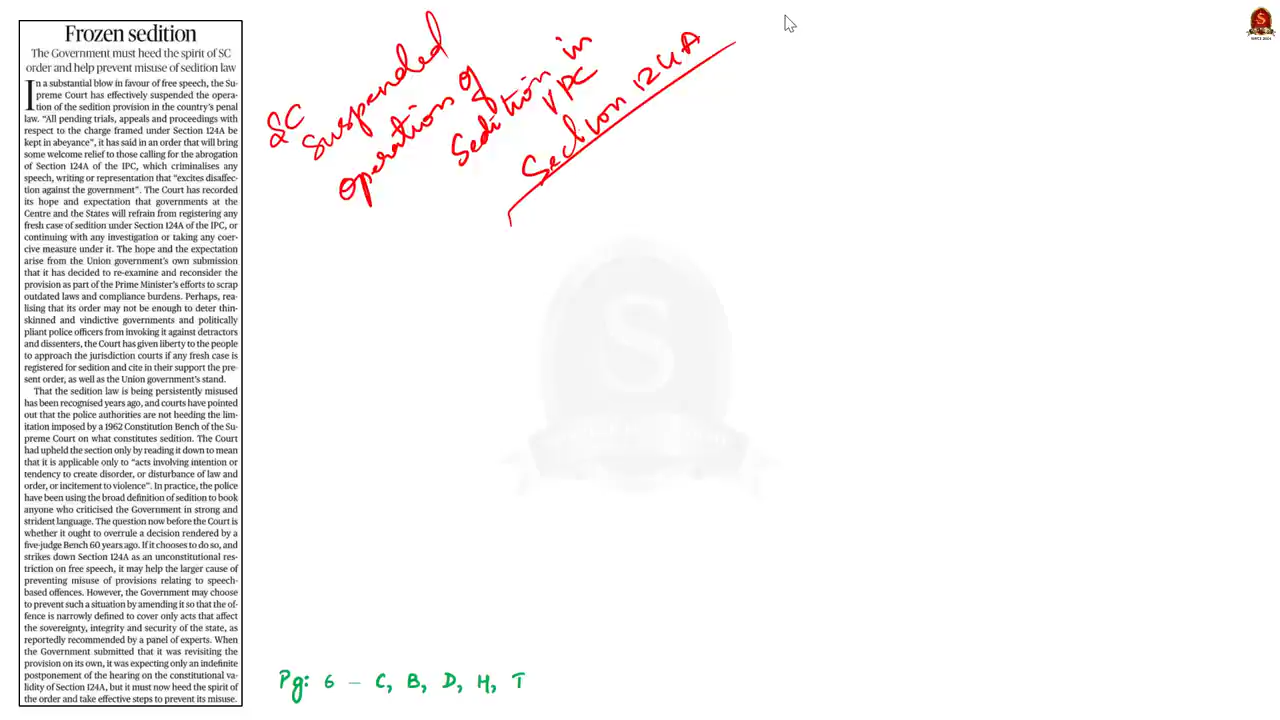 Frozen sedition
The Government must heed the spirit of SC
order and help prevent misuse of sedition law
In a substantial blow in favour of free speech, the Su-
preme Court has effectively suspended the opera-
tion of the sedition provision in the country's penal
law. “All pending trials, appeals and proceedings with
respect to the charge framed under Section 124A be
kept in abeyance”, it has said in an order that will bring
some welcome relief to those calling for the abrogation
of Section 124A of the IPC, which criminalises any
speech, writing or representation that “excites disaffec-
tion against the government”. The Court has recorded
its hope and expectation that governments at the
Centre and the States will refrain from registering any
fresh case of sedition under Section 124A of the IPC, or
continuing with any investigation or taking any coer-
cive measure under it. The hope and the expectation
arise from the Union government's own submission
that it has decided to re-examine and reconsider the
provision as part of the Prime Minister's efforts to scrap
outdated laws and compliance burdens. Perhaps, rea-
lising that its order may not be enough to deter thin-
skinned and vindictive governments and politically
pliant police officers from invoking it against detractors
and dissenters, the Court has given liberty to the people
to approach the jurisdiction courts if any fresh case is
registered for sedition and cite in their support the pre-
sent order, as well as the Union government's stand.
That the sedition law is being persistently misused
has been recognised years ago, and courts have pointed
out that the police authorities are not heeding the lim-
itation imposed by a 1962 Constitution Bench of the Su-
preme Court on what constitutes sedition. The Court
had upheld the section only by reading it down to mean
that it is applicable only to “acts involving intention or
tendency to create disorder, or disturbance of law and
order, or incitement to violence”. In practice, the police
have been using the broad definition of sedition to book
anyone who criticised the Government in strong and
strident language. The question now before the Court is
whether it ought to overrule a decision rendered by a
five-judge Bench 60 years ago. If it chooses to do so, and
strikes down Section 124A as an unconstitutional res-
triction on free speech, it may help the larger cause of
preventing misuse of provisions relating to speech-
based offences. However, the Government may choose
to prevent such a situation by amending it so that the of-
fence is narrowly defined to cover only acts that affect
the sovereignty, integrity and security of the state, as
reportedly recommended by a panel of experts. When
the Government submitted that it was revisiting the
provision on its own, it was expecting only an indefinite
postponement of the hearing on the constitutional va-
lidity of Section 124A, but it must now heed the spirit of
the order and take effective steps to prevent its misuse.
SC
suspended
operation of
Sedition in
IPC
Section 124A
S
Pg: 6 – C, B, D, H, T